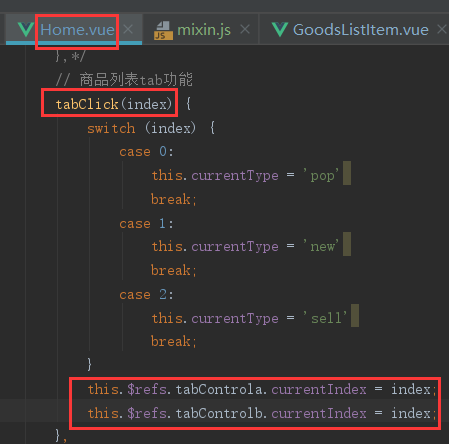 Home.vue mixin.js GoodsListItem.vue
},*/
// 商品列表tab功能
tabClick(index) {
switch (index) {
case 0:
this.currentType = 'pop'
break;
case 1:
this.currentType = 'new'
break;
case 2:
this.currentType = 'sell'
break;
}
this.$refs.tabControla.currentIndex = index;
this.$refs.tabControlb.currentIndex = index;
},